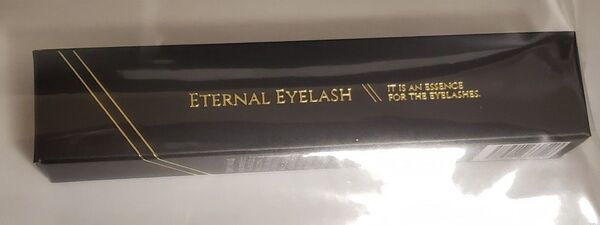 ETERNAL EYELASH
IT IS AN ESSENCE
FOR THE EYELASHES.